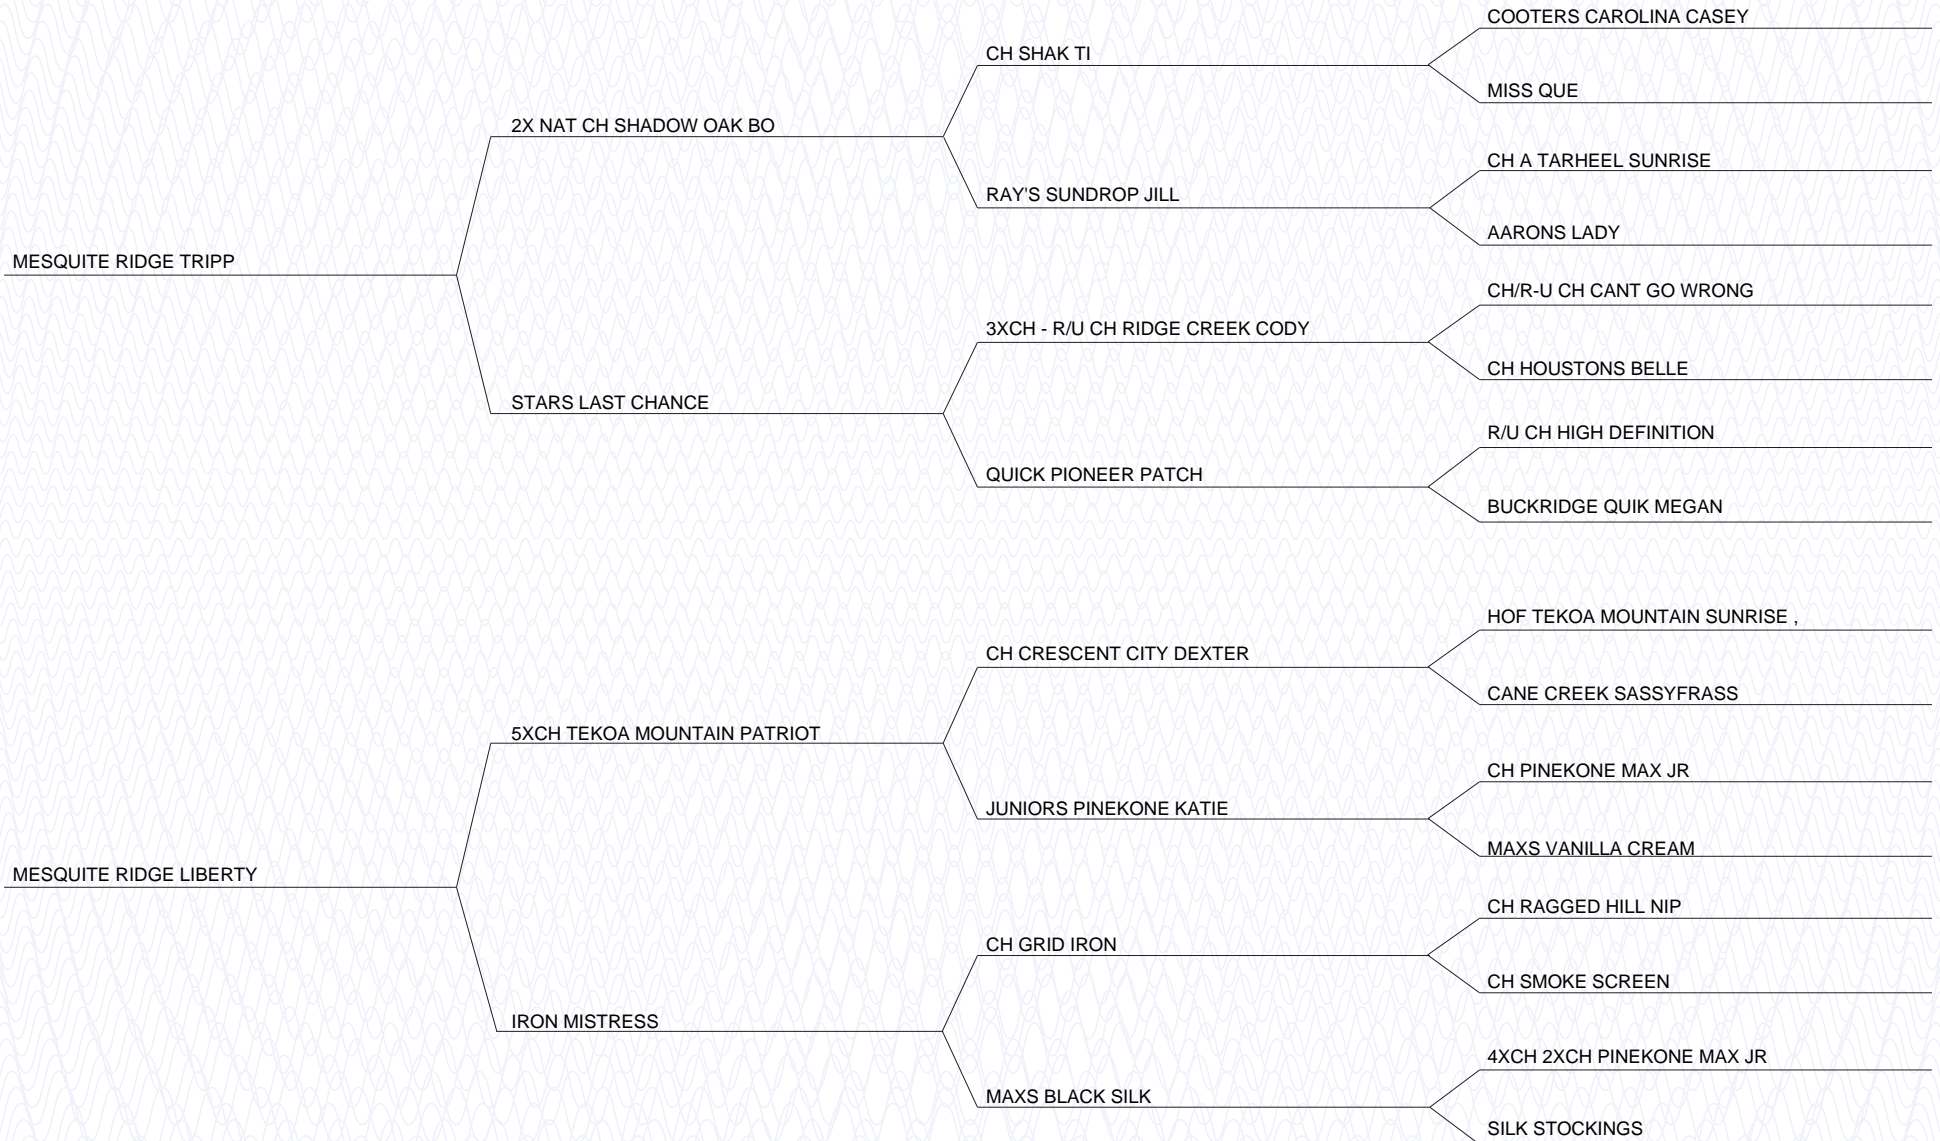 COOTERS CAROLINA CASEY
CH SHAK TI
MISS QUE
2X NAT CH SHADOW OAK BO
CH A TARHEEL SUNRISE
RAY'S SUNDROP JILL
AARONS LADY
MESQUITE RIDGE TRIPP
CH/R-U CH CANT GO WRONG
3XCH - R/U CH RIDGE CREEK CODY
CH HOUSTONS BELLE
STARS LAST CHANCE
R/U CH HIGH DEFINITION
QUICK PIONEER PATCH
BUCKRIDGE QUIK MEGAN
HOF TEKOA MOUNTAIN SUNRISE ,
CH CRESCENT CITY DEXTER
CANE CREEK SASSYFRASS
5XCH TEKOA MOUNTAIN PATRIOT
CH PINEKONE MAX JR
JUNIORS PINEKONE KATIE
MAXS VANILLA CREAM
MESQUITE RIDGE LIBERTY
CH RAGGED HILL NIP
CH GRID IRON
CH SMOKE SCREEN
IRON MISTRESS
4XCH 2XCH PINEKONE MAX JR
MAXS BLACK SILK
SILK STOCKINGS